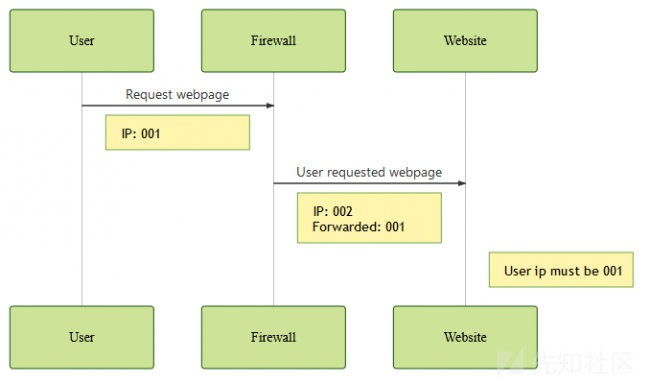 User
Firewall
Website
Request webpage
IP: 001
User requested webpage
IP: 002
Forwarded: 001
User ip must be 001
User
Firewall
Website
先知社区